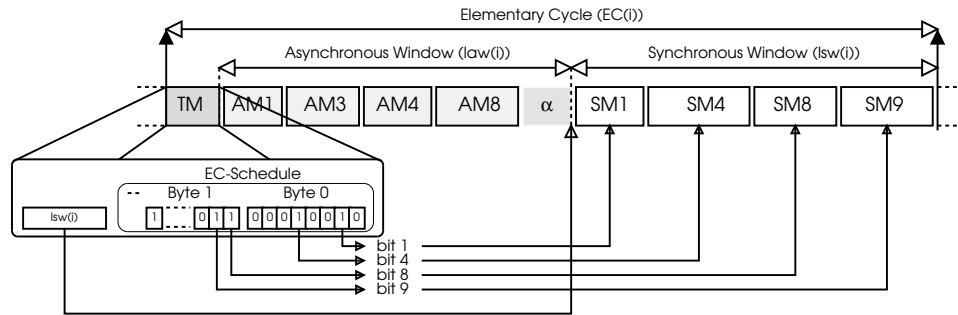 Elementary Cycle (EC(i))
Asynchronous Window (law(i)) Synchronous Window (lsw(i))
TM AM1 AM3 AM4 AM8 α SM1 SM4 SM8 SM9
EC-Schedule
Byte 1 Byte 0
lsw(i) 1 0 1 1 0 0 0 1 0 0 1 0
bit 1
bit 4
bit 8
bit 9